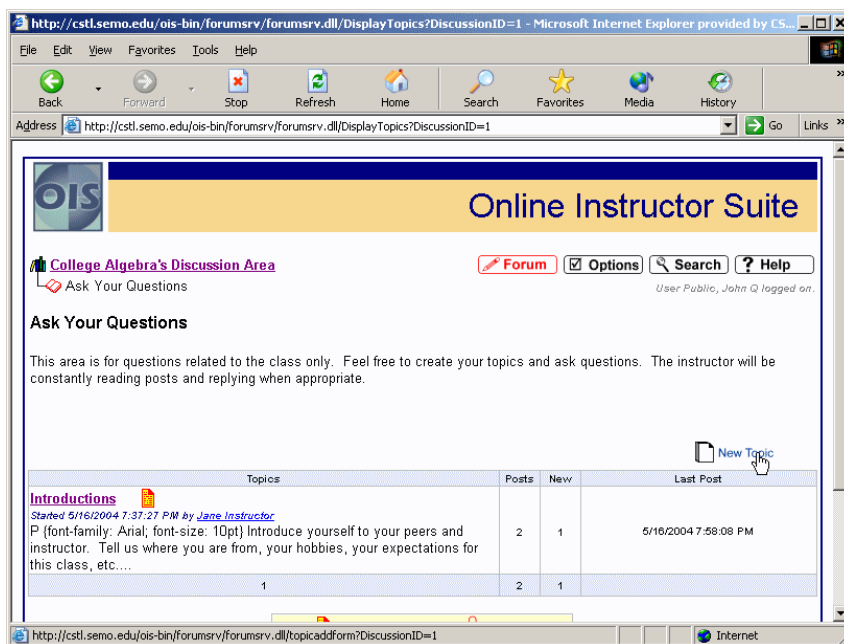 http://cstl.semo.edu/ois-bin/forumsrv/forumsrv.dll/DisplayTopics?DiscussionID=1 - Microsoft Internet Explorer provided by CS...
File Edit View Favorites Tools Help
Back Forward Stop Refresh Home Search Favorites Media History »
Address http://cstl.semo.edu/ois-bin/forumsrv/forumsrv.dll/DisplayTopics?DiscussionID=1 Go Links »
OIS
Online Instructor Suite
College Algebra's Discussion Area
Forum Options Search ? Help
Ask Your Questions
User Public, John Q logged on.
Ask Your Questions
This area is for questions related to the class only. Feel free to create your topics and ask questions. The instructor will be
constantly reading posts and replying when appropriate.
New Topic
Topics Posts New Last Post
Introductions
Started 5/16/2004 7:37:27 PM by Jane Instructor
P {font-family: Arial; font-size: 10pt} Introduce yourself to your peers and
instructor. Tell us where you are from, your hobbies, your expectations for
this class, etc....
2 1 5/16/2004 7:58:08 PM
1 2 1
http://cstl.semo.edu/ois-bin/forumsrv/forumsrv.dll/topicaddform?DiscussionID=1 Internet